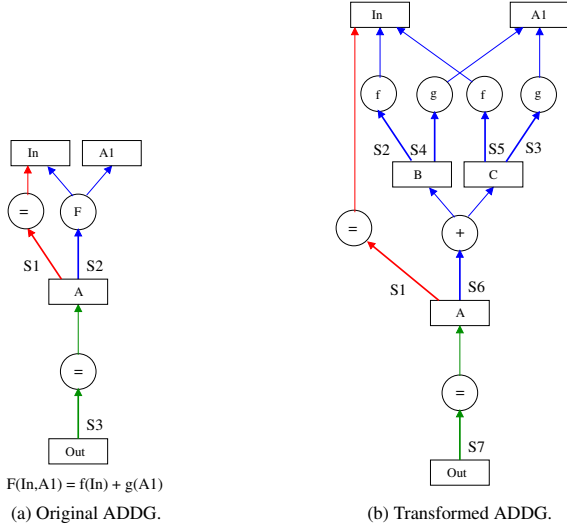 In A1
= F
S1 S2
A
=
S3
Out
F(In,A1) = f(In) + g(A1)
(a) Original ADDG.
In A1
f g f g
S2 S4 S5 S3
B C
= +
S1 S6
A
=
S7
Out
(b) Transformed ADDG.